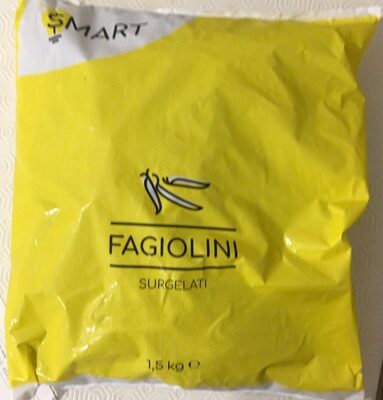 SMART
FAGIOLINI
SURGELATI
1,5 kg ℮